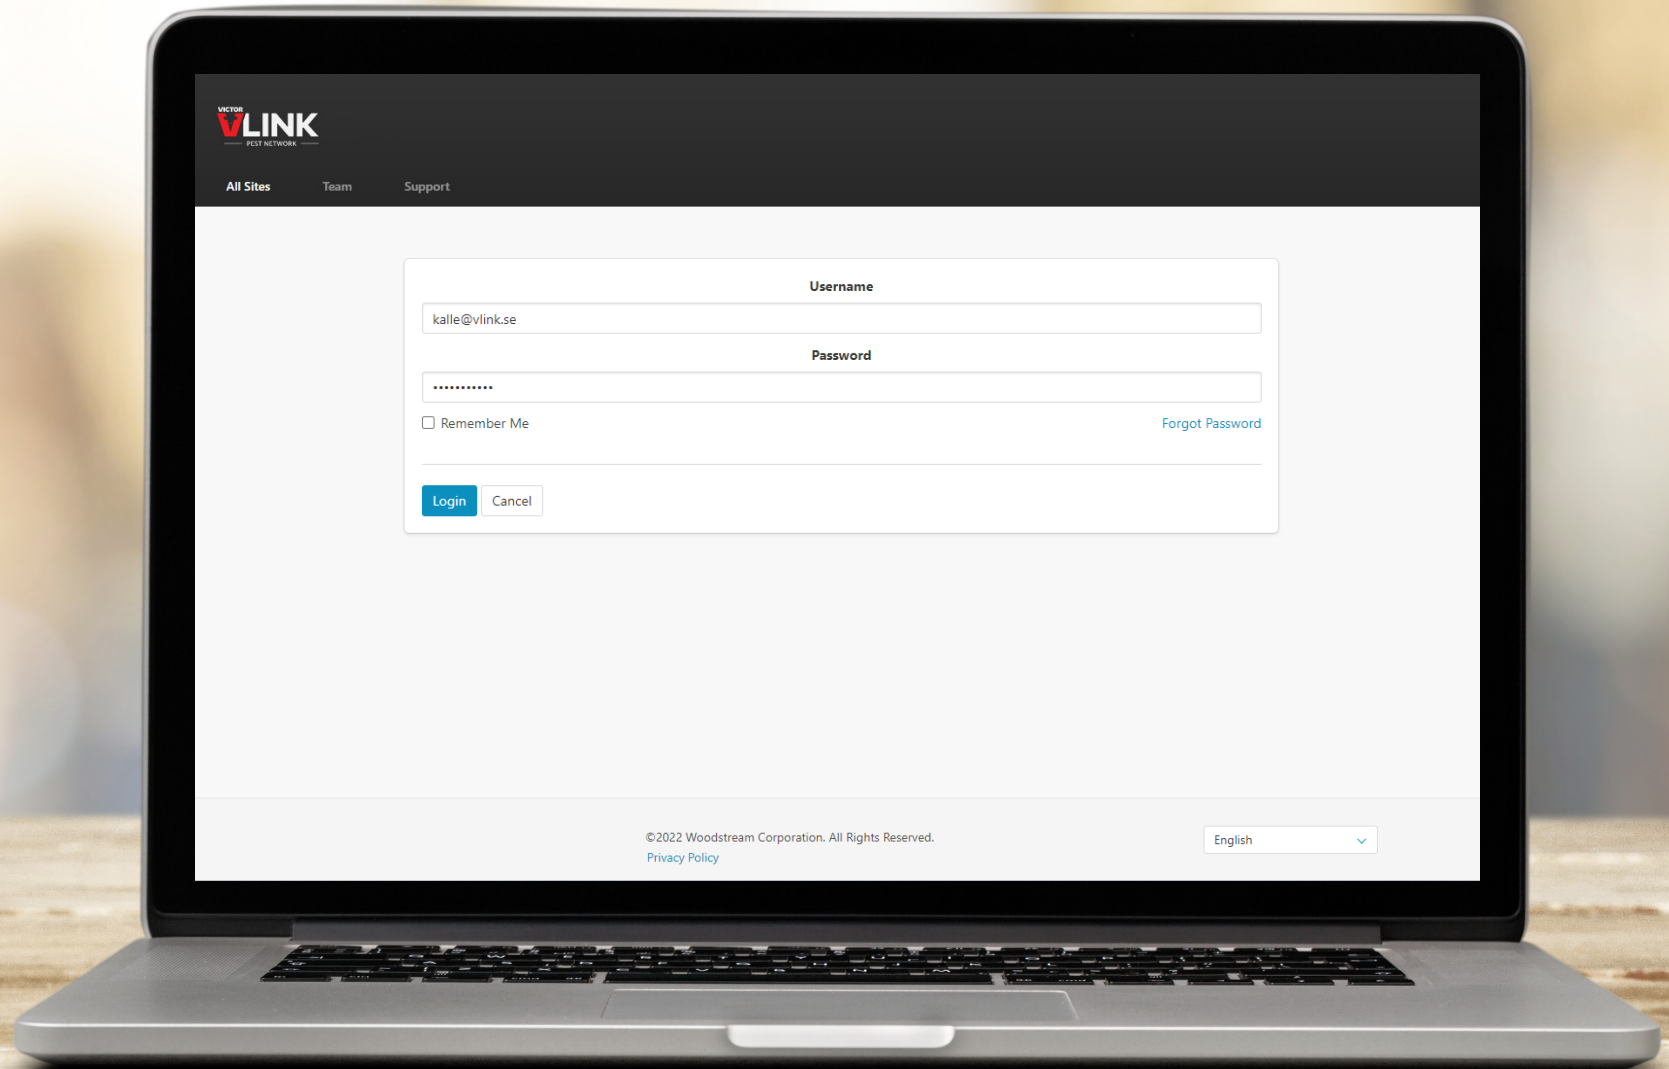 VICTOR
VLINK
PEST NETWORK
All Sites Team Support
Username
kalle@vlink.se
Password
•••••••••••
Remember Me Forgot Password
Login Cancel
©2022 Woodstream Corporation. All Rights Reserved.
Privacy Policy
English